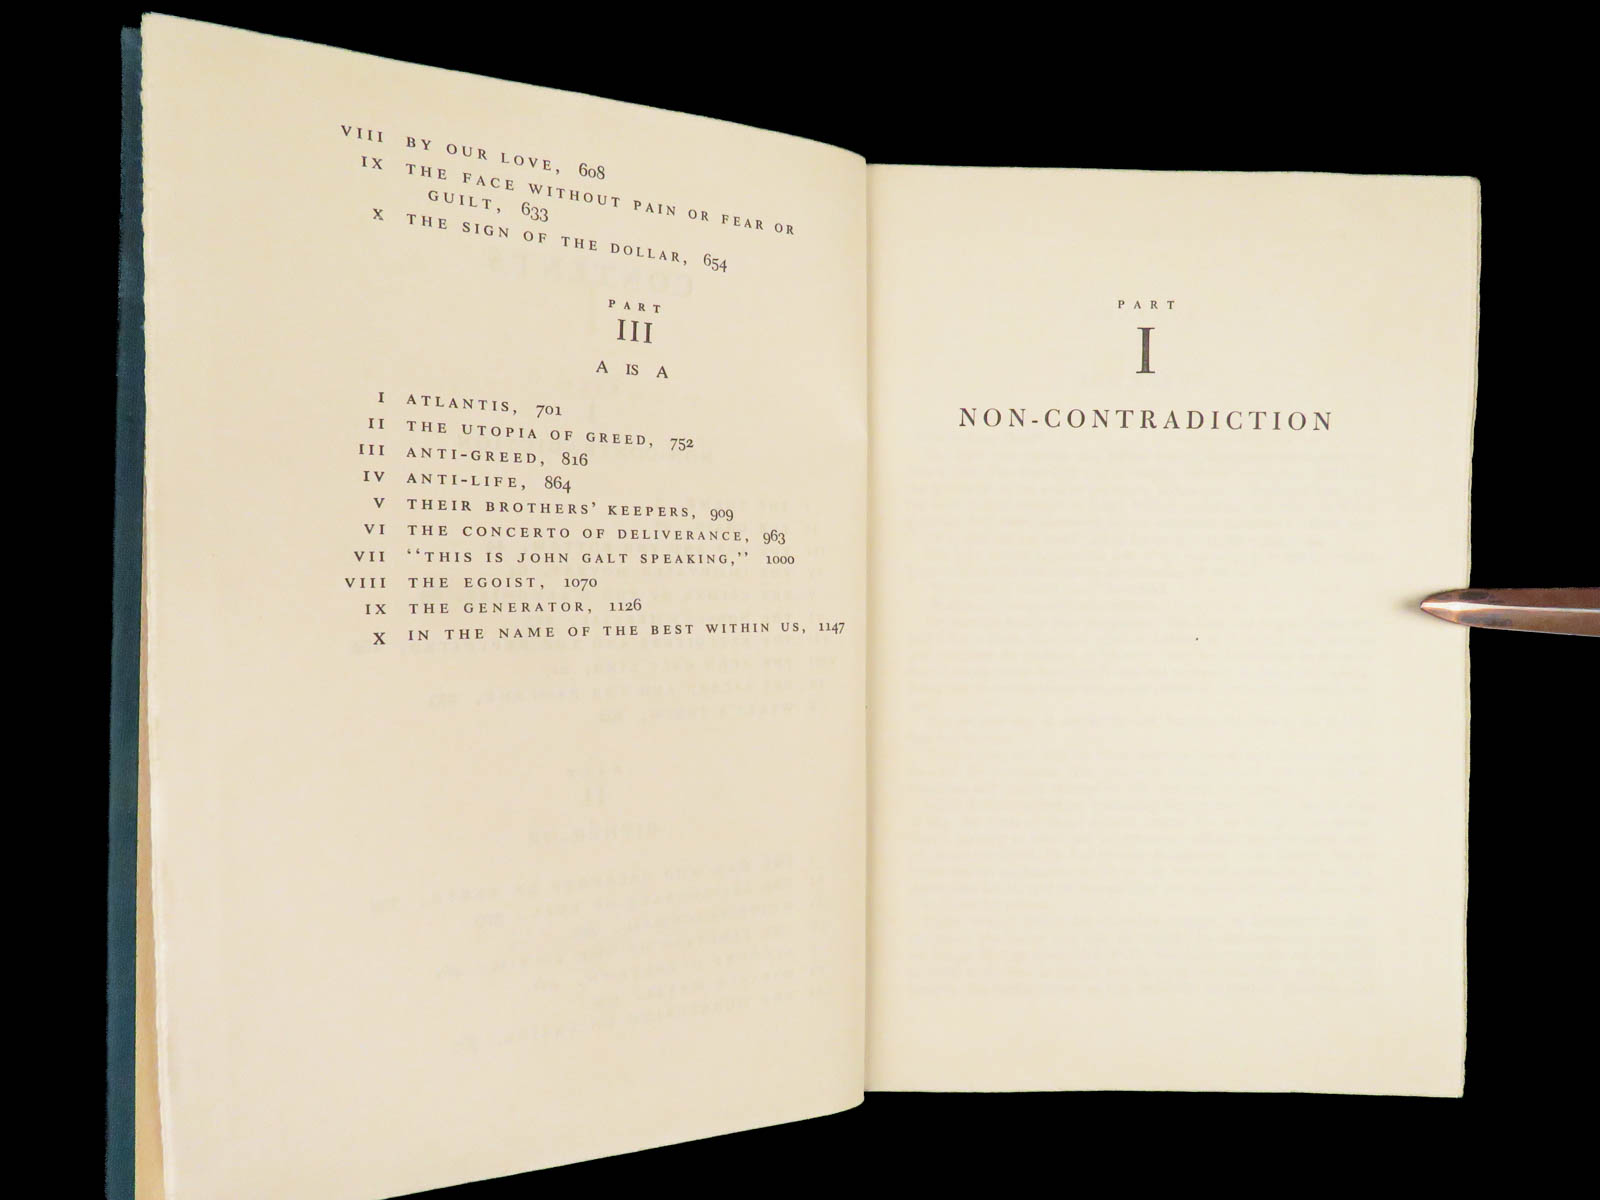 VIII BY OUR LOVE, 608
IX THE FACE WITHOUT PAIN OR FEAR OR
GUILT, 633
X THE SIGN OF THE DOLLAR, 654
PART
III
A IS A
I ATLANTIS, 701
II THE UTOPIA OF GREED, 752
III ANTI-GREED, 816
IV ANTI-LIFE, 864
V THEIR BROTHERS' KEEPERS, 909
VI THE CONCERTO OF DELIVERANCE, 963
VII "THIS IS JOHN GALT SPEAKING," 1000
VIII THE EGOIST, 1070
IX THE GENERATOR, 1126
X IN THE NAME OF THE BEST WITHIN US, 1147
PART
I
NON-CONTRADICTION